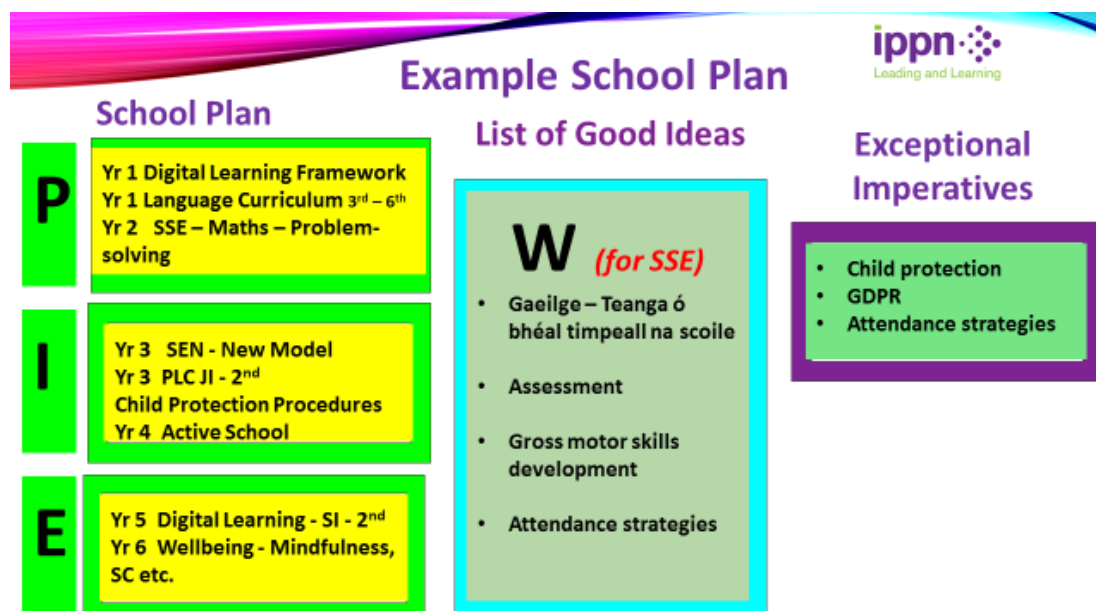 ippn
Leading and Learning
Example School Plan
School Plan
P
Yr 1 Digital Learning Framework
Yr 1 Language Curriculum 3rd – 6th
Yr 2 SSE – Maths – Problem-
solving
I
Yr 3 SEN - New Model
Yr 3 PLC JI - 2nd
Child Protection Procedures
Yr 4 Active School
E
Yr 5 Digital Learning - SI - 2nd
Yr 6 Wellbeing - Mindfulness,
SC etc.
List of Good Ideas
W (for SSE)
• Gaeilge – Teanga ó
bhéal timpeall na scoile
• Assessment
• Gross motor skills
development
• Attendance strategies
Exceptional
Imperatives
• Child protection
• GDPR
• Attendance strategies